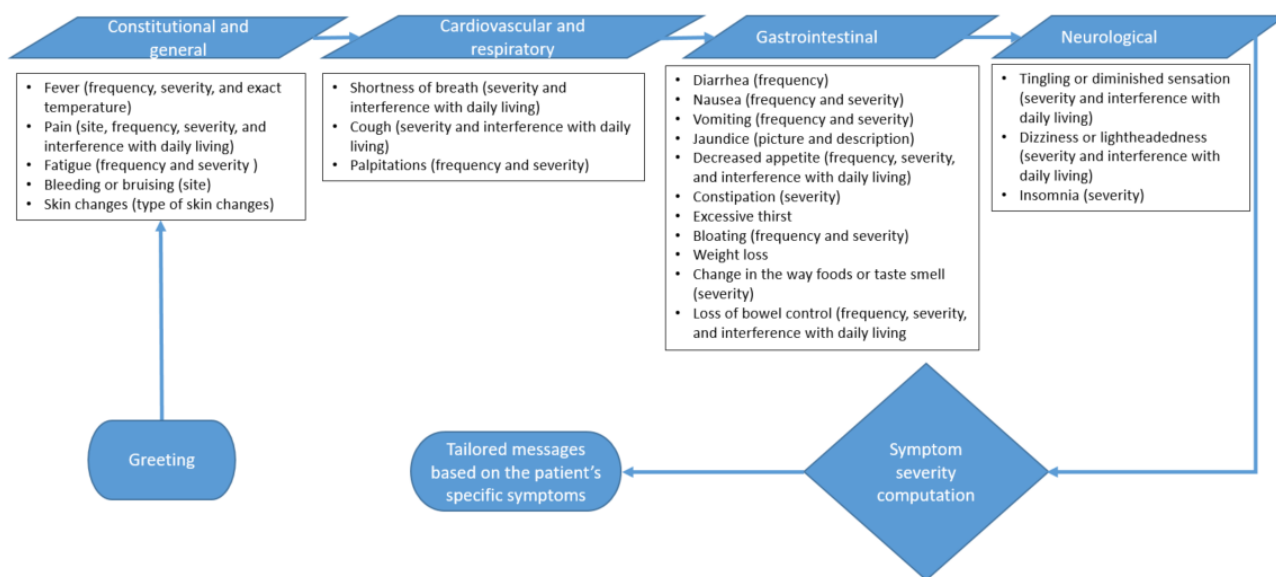 Constitutional and
general
Cardiovascular and
respiratory
Gastrointestinal
Neurological
• Fever (frequency, severity, and exact
temperature)
• Pain (site, frequency, severity, and
interference with daily living)
• Fatigue (frequency and severity )
• Bleeding or bruising (site)
• Skin changes (type of skin changes)
• Shortness of breath (severity and
interference with daily living)
• Cough (severity and interference with daily
living)
• Palpitations (frequency and severity)
• Diarrhea (frequency)
• Nausea (frequency and severity)
• Vomiting (frequency and severity)
• Jaundice (picture and description)
• Decreased appetite (frequency, severity,
and interference with daily living)
• Constipation (severity)
• Excessive thirst
• Bloating (frequency and severity)
• Weight loss
• Change in the way foods or taste smell
(severity)
• Loss of bowel control (frequency, severity,
and interference with daily living
• Tingling or diminished sensation
(severity and interference with
daily living)
• Dizziness or lightheadedness
(severity and interference with
daily living)
• Insomnia (severity)
Greeting
Tailored messages
based on the patient's
specific symptoms
Symptom
severity
computation